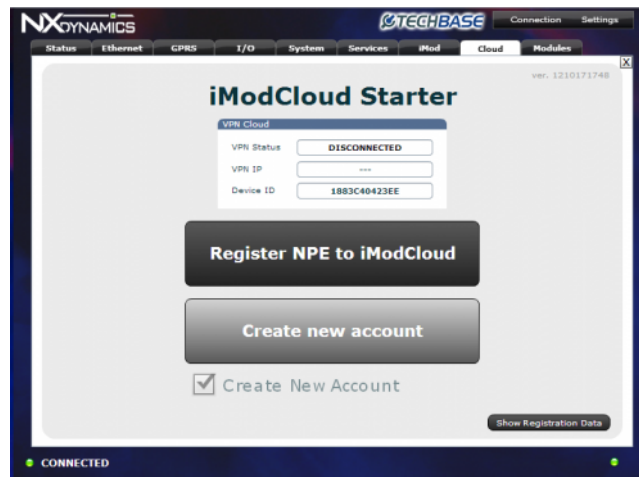 NXDYNAMICS
TECHBASE
Connection Settings
Status Ethernet GPRS I/O System Services iMod Cloud Modules
X
ver. 1210171748
iModCloud Starter
VPN Cloud
VPN Status DISCONNECTED
VPN IP ---
Device ID 1883C40423EE
Register NPE to iModCloud
Create new account
Create New Account
Show Registration Data
CONNECTED